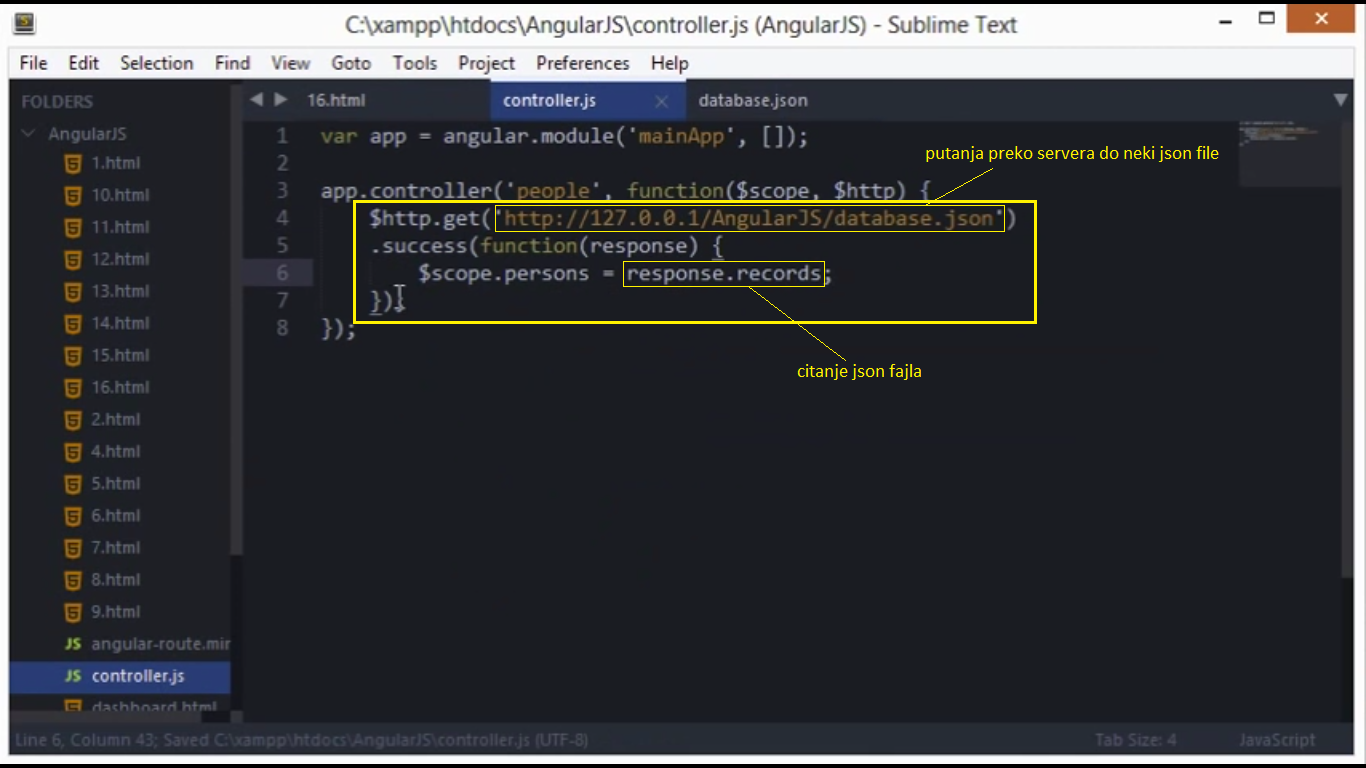 C:\xampp\htdocs\AngularJS\controller.js (AngularJS) - Sublime Text
File Edit Selection Find View Goto Tools Project Preferences Help
FOLDERS
AngularJS
1.html
10.html
11.html
12.html
13.html
14.html
15.html
16.html
2.html
4.html
5.html
6.html
7.html
8.html
9.html
JS angular-route.mir
JS controller.js
dashboard.html
16.html controller.js database.json
1 var app = angular.module('mainApp', []);
2
3 app.controller('people', function($scope, $http) {
4 $http.get('http://127.0.0.1/AngularJS/database.json')
5 .success(function(response) {
6 $scope.persons = response.records;
7 });
8 });
putanja preko servera do neki json file
citanje json fajla
Line 6, Column 43; Saved C:\xampp\htdocs\AngularJS\controller.js (UTF-8) Tab Size: 4 JavaScript